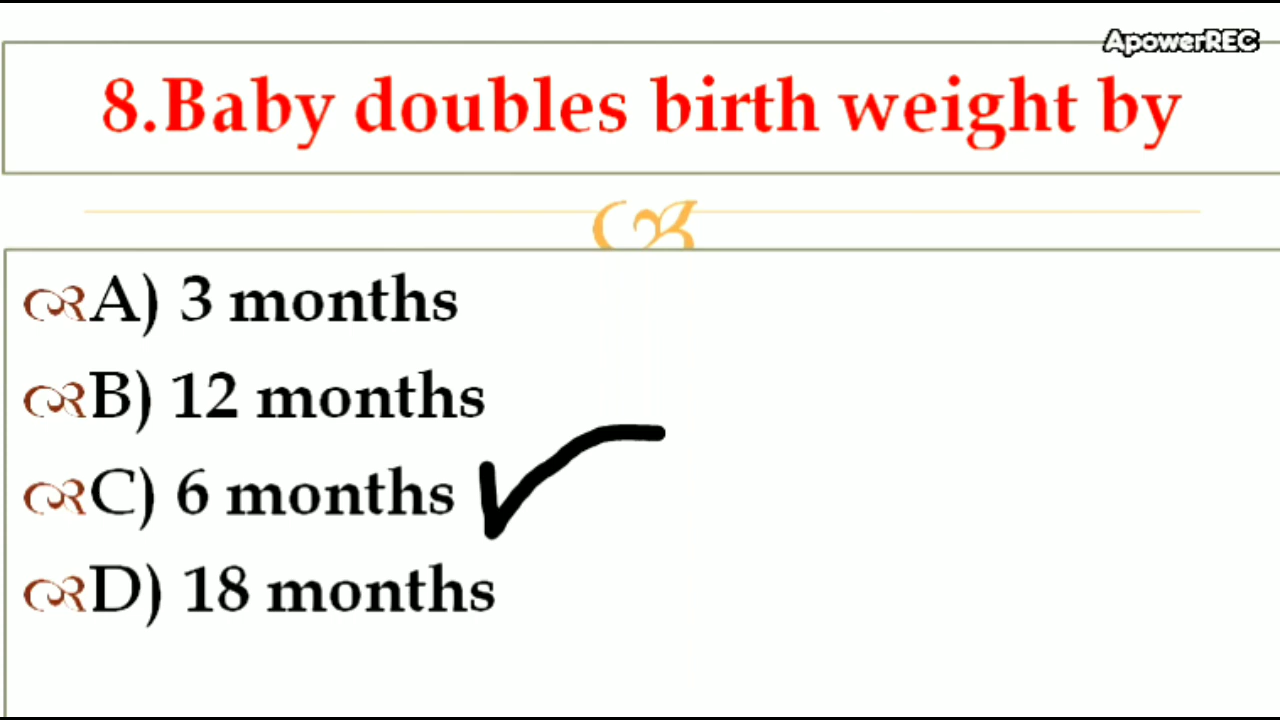 ApowerREC
8.Baby doubles birth weight by
A) 3 months
B) 12 months
C) 6 months
D) 18 months